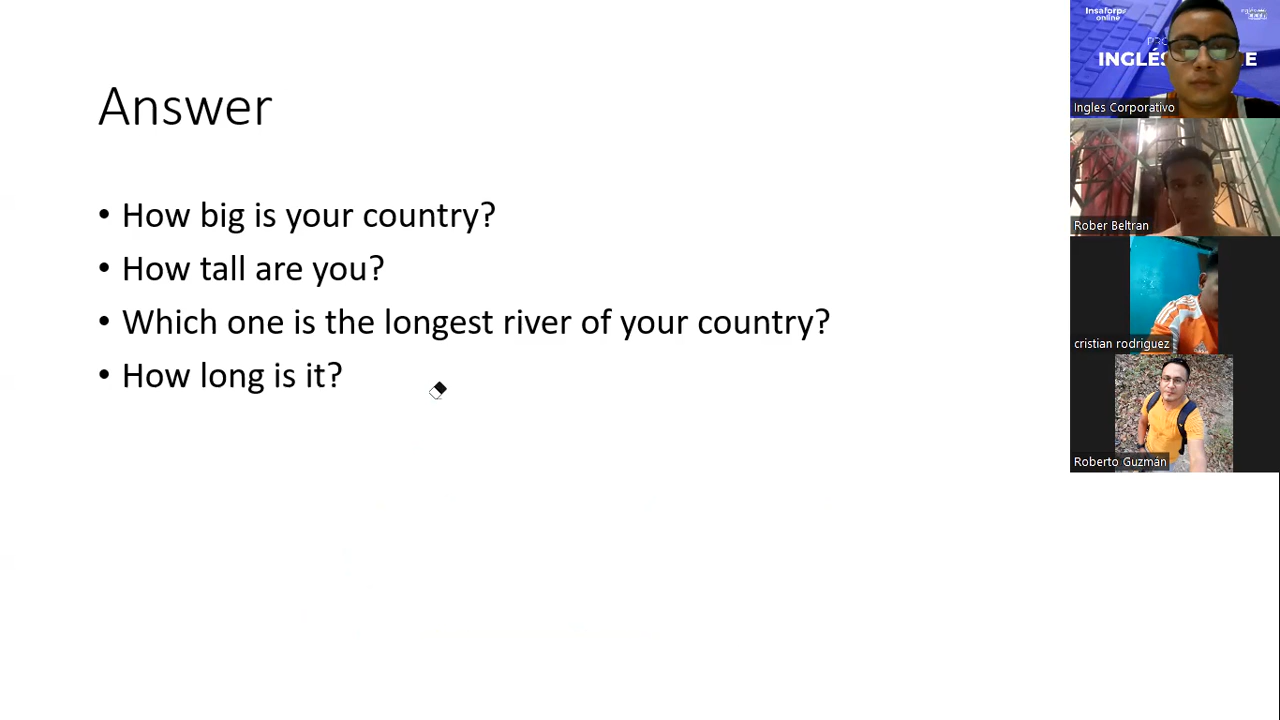 Answer
• How big is your country?
• How tall are you?
• Which one is the longest river of your country?
• How long is it?
Insaforp
online
INGLÉS
E
Ingles Corporativo
Rober Beltran
cristian rodriguez
Roberto Guzmán